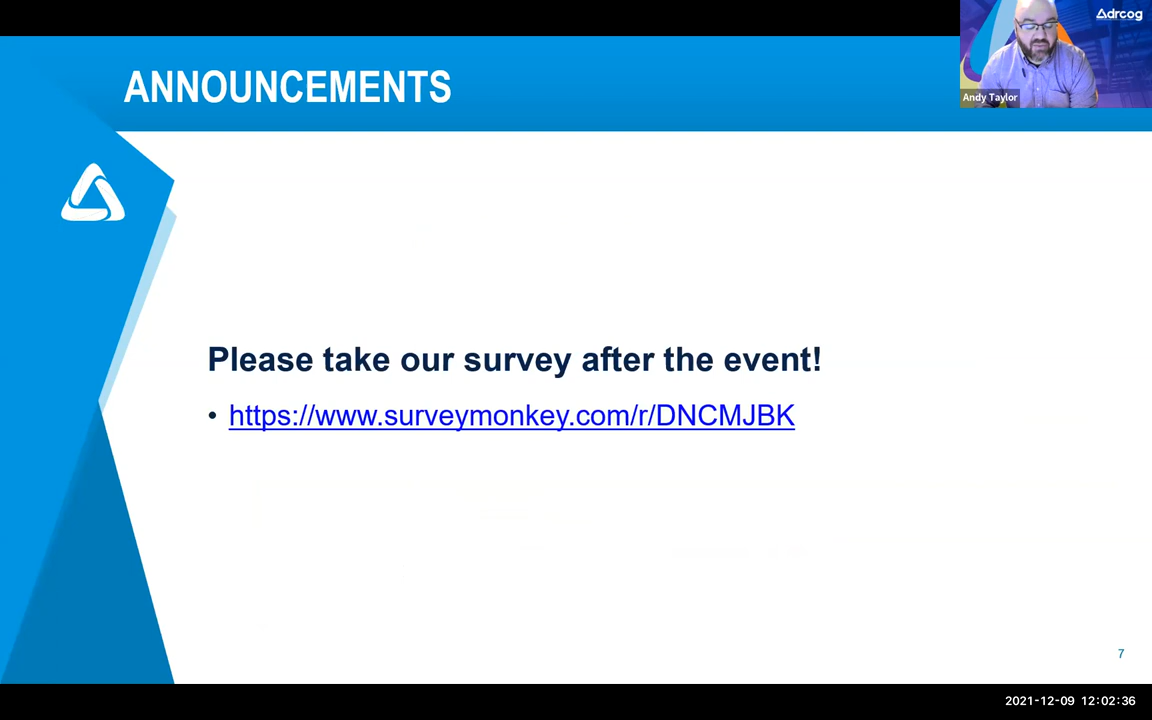 ANNOUNCEMENTS
drcog
Andy Taylor
Please take our survey after the event!
• https://www.surveymonkey.com/r/DNCMJBK
7
2021-12-09 12:02:36